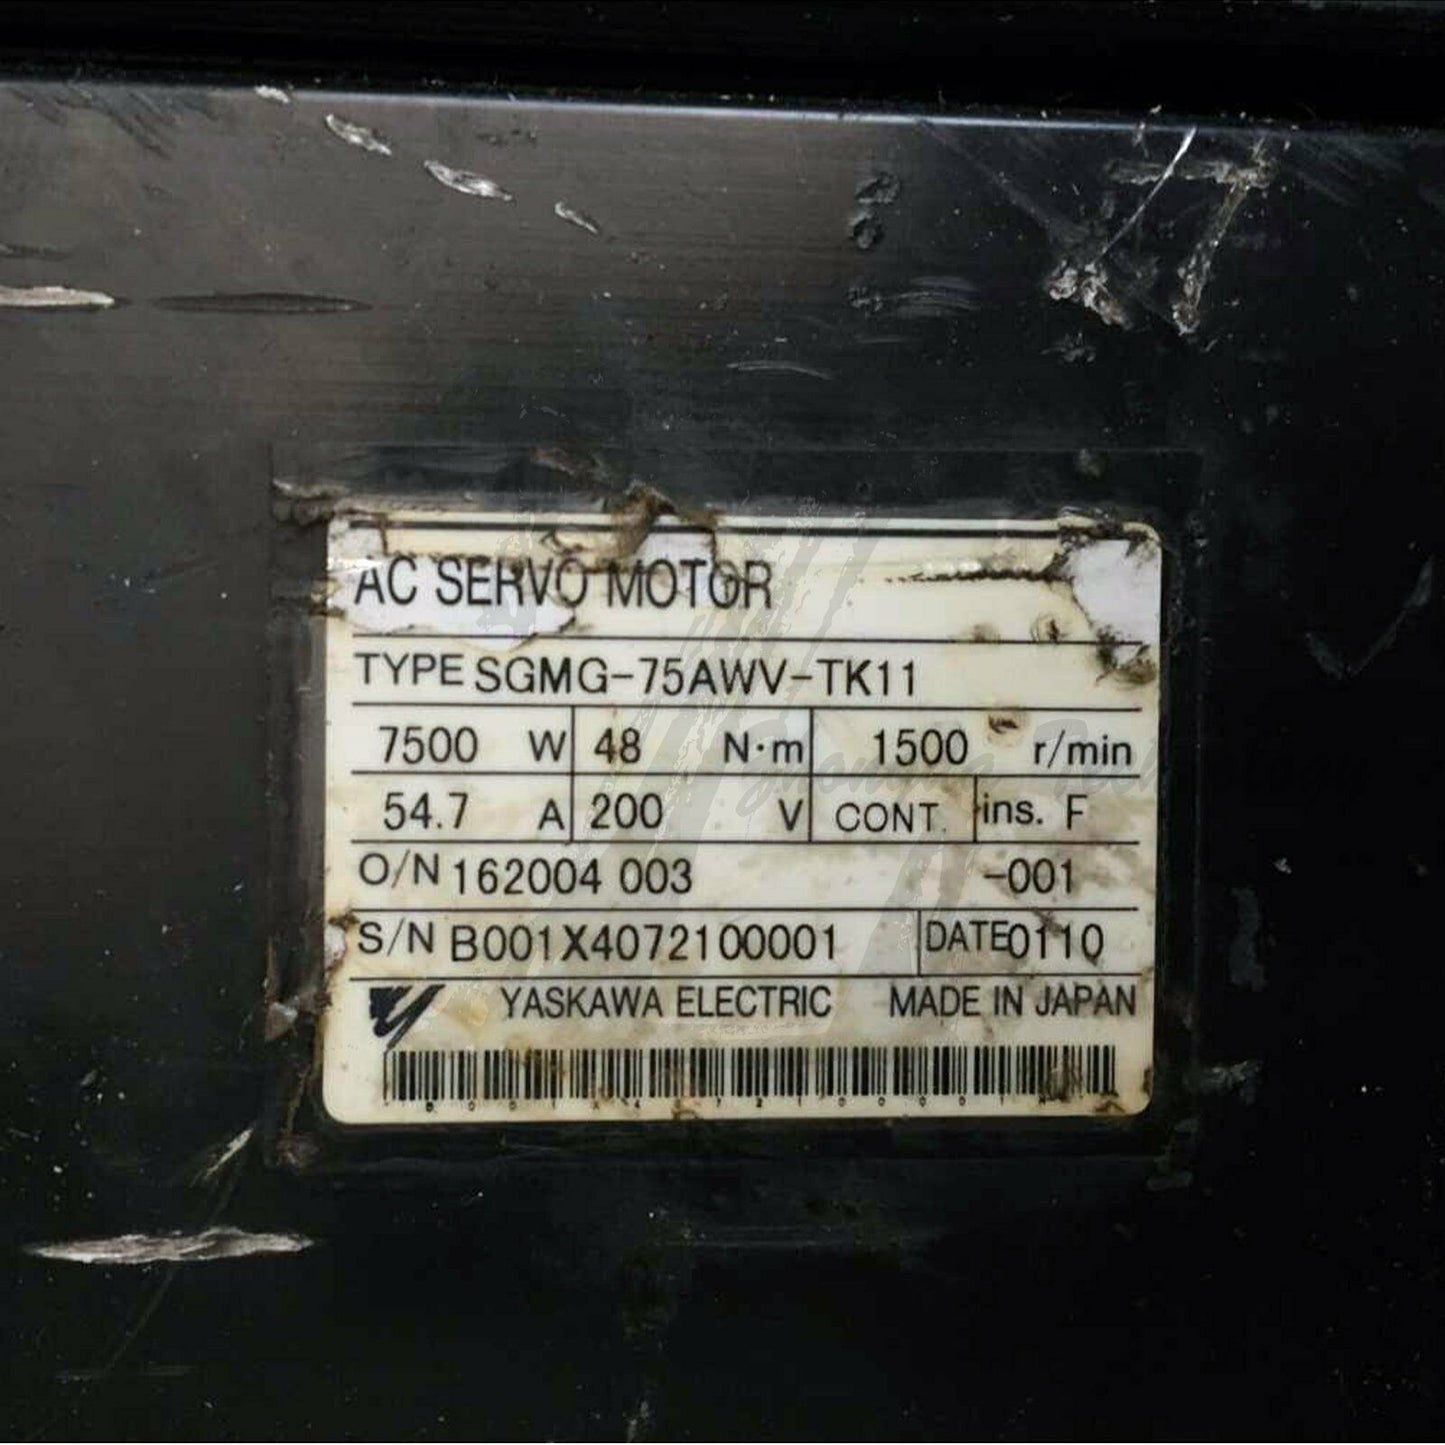 AC SERVO MOTOR
TYPE SGMG-75AWV-TK11
7500 W 48 N·m 1500 r/min
54.7 A 200 V CONT. ins. F
O/N 162004 003 -001
S/N B001X4072100001 DATE 0110
YASKAWA ELECTRIC MADE IN JAPAN